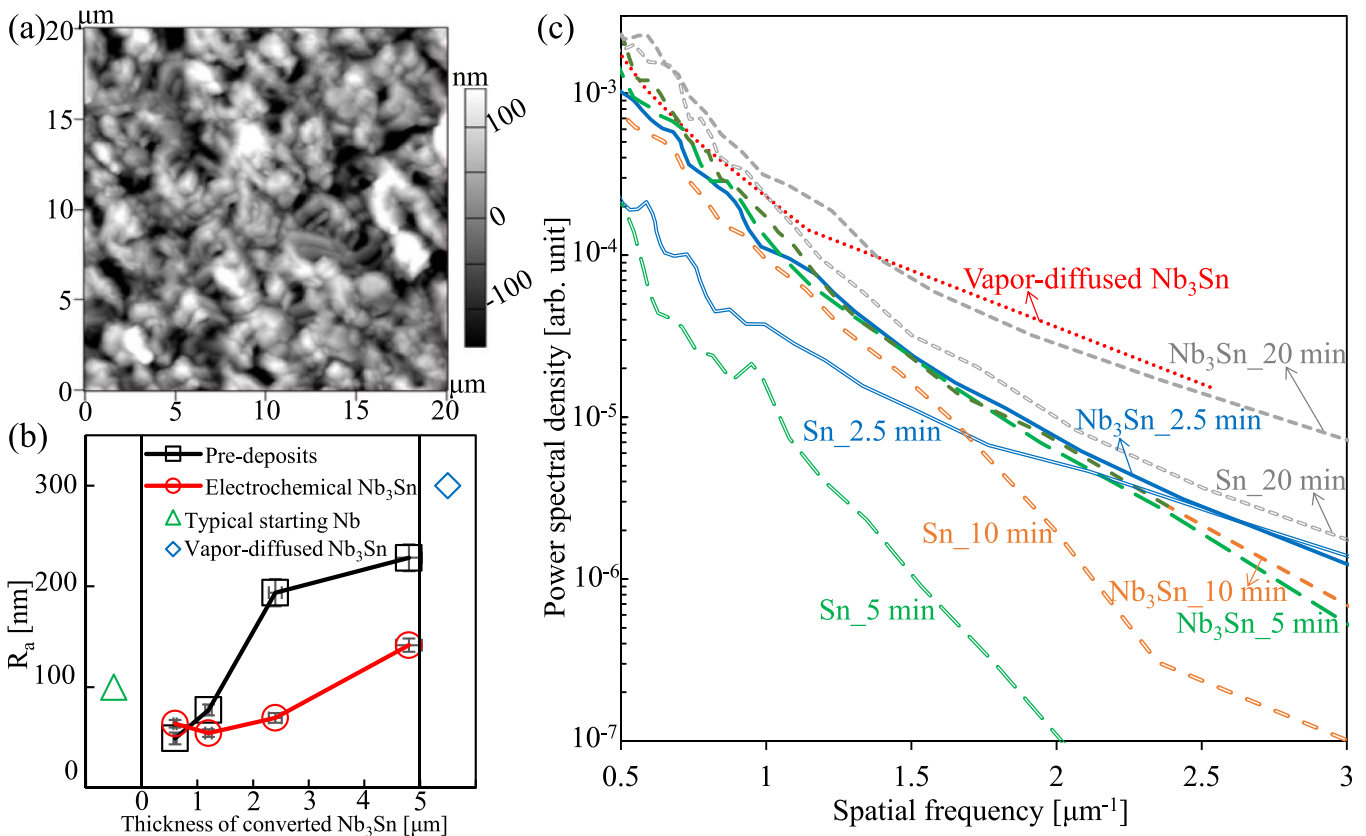 (a)
μm
20
15
10
5
0
0
5
10
15
20
μm
nm
100
0
-100
(b)
Pre-deposits
Electrochemical Nb₃Sn
Typical starting Nb
Vapor-diffused Nb₃Sn
300
200
100
0
Rₐ [nm]
0 1 2 3 4 5
Thickness of converted Nb₃Sn [μm]
(c)
10⁻³
10⁻⁴
10⁻⁵
10⁻⁶
10⁻⁷
Power spectral density [arb. unit]
Vapor-diffused Nb₃Sn
Nb₃Sn_20 min
Sn_2.5 min
Nb₃Sn_2.5 min
Sn_20 min
Sn_10 min
Nb₃Sn_10 min
Sn_5 min
Nb₃Sn_5 min
0.5 1 1.5 2 2.5 3
Spatial frequency [μm⁻¹]